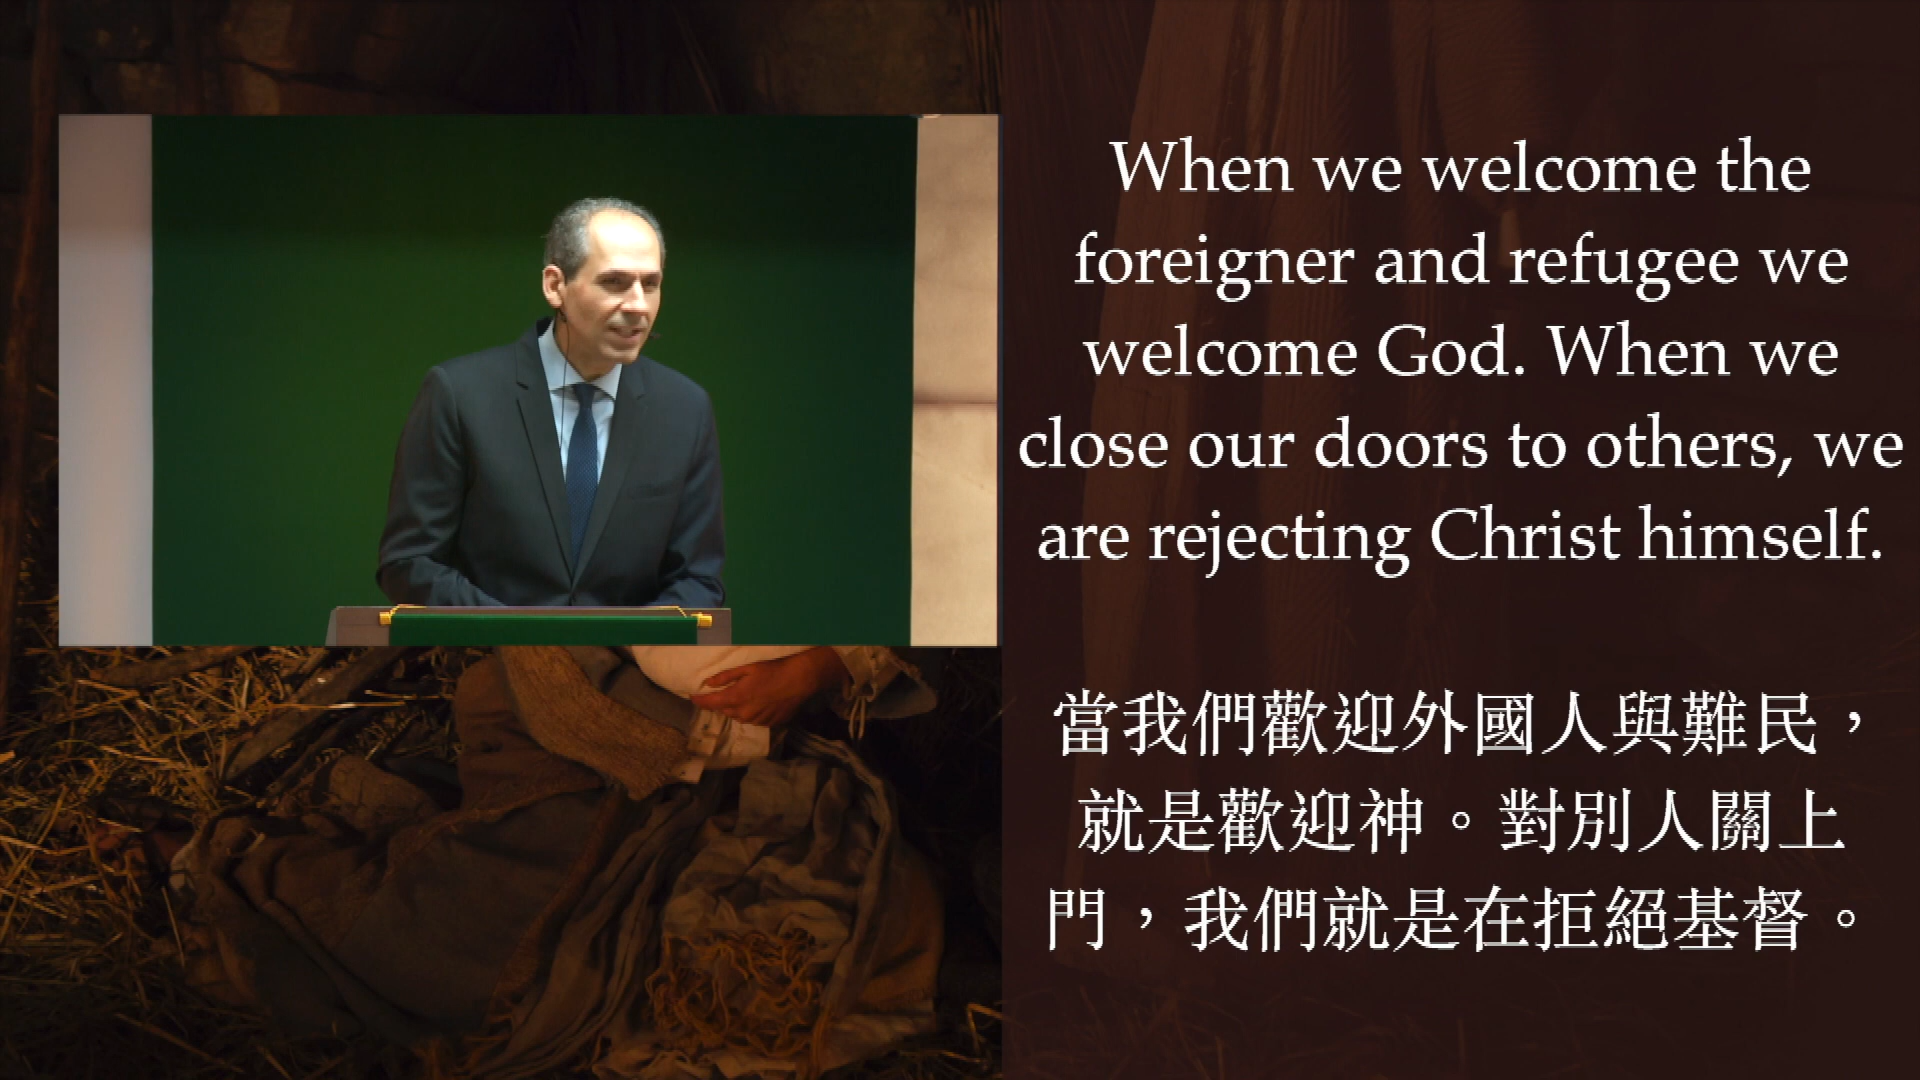 When we welcome the
foreigner and refugee we
welcome God. When we
close our doors to others, we
are rejecting Christ himself.
當我們歡迎外國人與難民，
就是歡迎神。對別人關上
門，我們就是在拒絕基督。